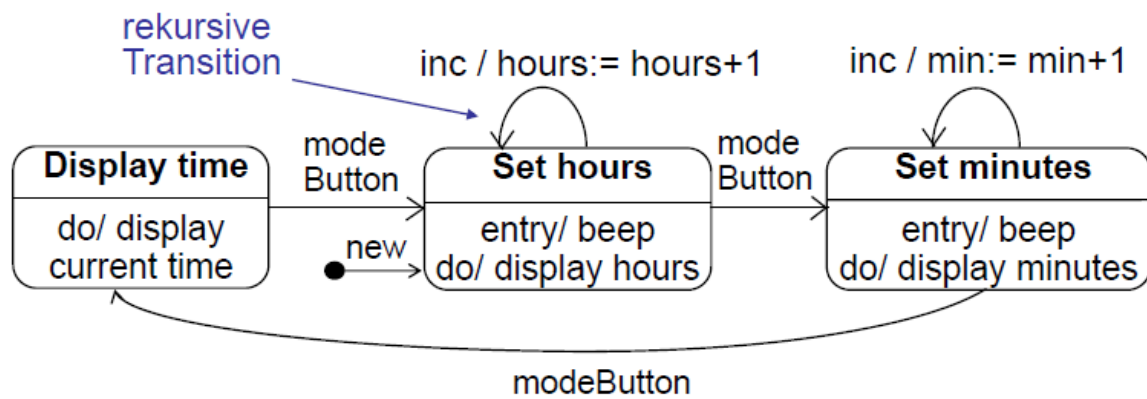 rekursive
Transition
inc / hours:= hours+1
inc / min:= min+1
Display time
mode
Button
Set hours
mode
Button
Set minutes
do/ display
current time
new
entry/ beep
do/ display hours
entry/ beep
do/ display minutes
modeButton